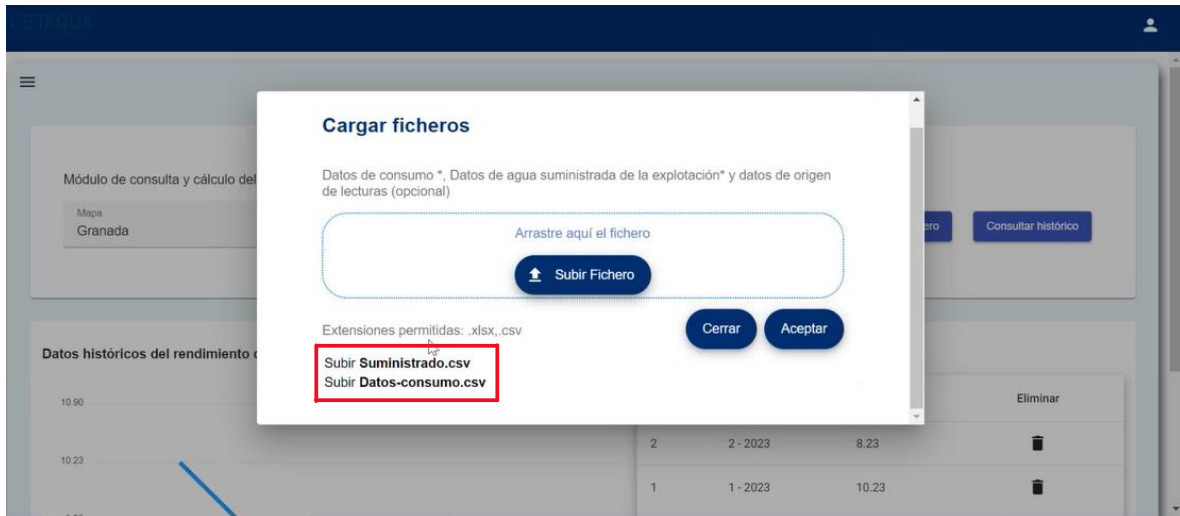 CETAQUA
Cargar ficheros
Datos de consumo *, Datos de agua suministrada de la explotación* y datos de origen
de lecturas (opcional)
Módulo de consulta y cálculo del
Mapa
Granada
Arrastre aquí el fichero
Subir Fichero
ero
Consultar histórico
Extensiones permitidas: .xlsx,.csv
Cerrar
Aceptar
Datos históricos del rendimiento
Subir Suministrado.csv
Subir Datos-consumo.csv
Eliminar
10.90
2 2 - 2023 8.23
10.23
1 1 - 2023 10.23